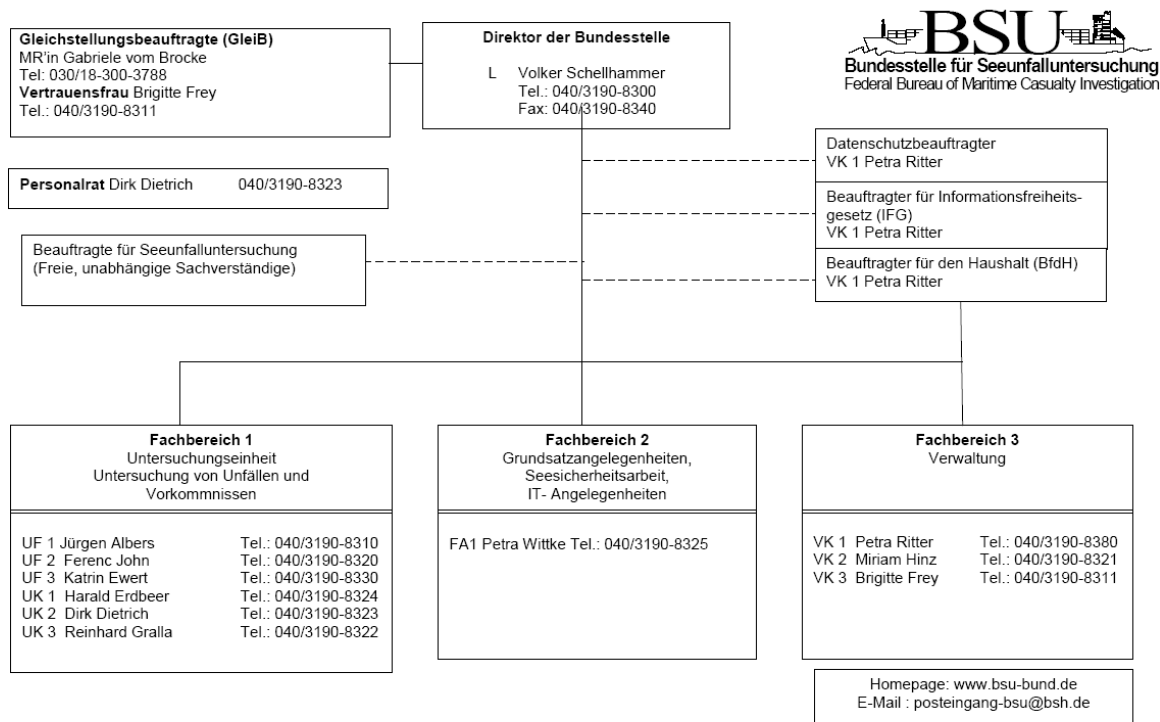 Gleichstellungsbeauftragte (GleiB)
MR'in Gabriele vom Brocke
Tel: 030/18-300-3788
Vertrauensfrau Brigitte Frey
Tel.: 040/3190-8311
Direktor der Bundesstelle
L Volker Schellhammer
Tel.: 040/3190-8300
Fax: 040/3190-8340
BSU
Bundesstelle für Seeunfalluntersuchung
Federal Bureau of Maritime Casualty Investigation
Personalrat Dirk Dietrich 040/3190-8323
Beauftragte für Seeunfalluntersuchung
(Freie, unabhängige Sachverständige)
Datenschutzbeauftragter
VK 1 Petra Ritter
Beauftragter für Informationsfreiheits-
gesetz (IFG)
VK 1 Petra Ritter
Beauftragter für den Haushalt (BfdH)
VK 1 Petra Ritter
Fachbereich 1
Untersuchungseinheit
Untersuchung von Unfällen und
Vorkommnissen
UF 1 Jürgen Albers Tel.: 040/3190-8310
UF 2 Ferenc John Tel.: 040/3190-8320
UF 3 Katrin Ewert Tel.: 040/3190-8330
UK 1 Harald Erdbeer Tel.: 040/3190-8324
UK 2 Dirk Dietrich Tel.: 040/3190-8323
UK 3 Reinhard Gralla Tel.: 040/3190-8322
Fachbereich 2
Grundsatzangelegenheiten,
Seesicherheitsarbeit,
IT- Angelegenheiten
FA1 Petra Wittke Tel.: 040/3190-8325
Fachbereich 3
Verwaltung
VK 1 Petra Ritter Tel.: 040/3190-8380
VK 2 Miriam Hinz Tel.: 040/3190-8321
VK 3 Brigitte Frey Tel.: 040/3190-8311
Homepage: www.bsu-bund.de
E-Mail : posteingang-bsu@bsh.de